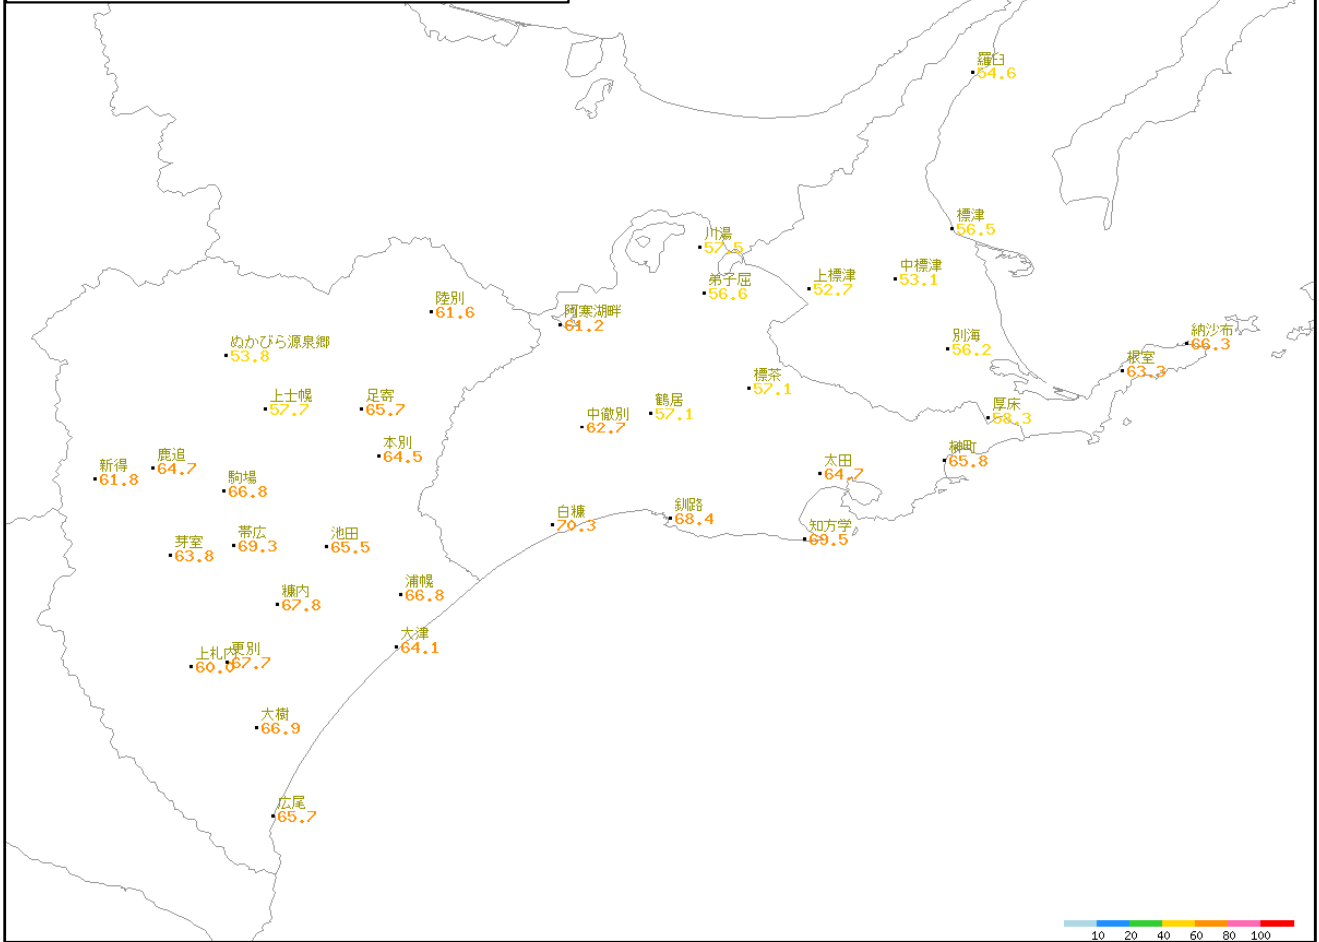 羅臼
54.6
標津
56.5
川湯
57.5
中標津
53.1
上標津
52.7
弟子屈
56.6
陸別
61.6
阿寒湖畔
61.2
納沙布
66.3
ぬかびら源泉郷
53.8
別海
56.2
根室
63.3
標茶
57.1
上士幌
57.7
足寄
65.7
鶴居
57.1
厚床
58.3
中徹別
62.7
本別
64.5
榊町
65.8
鹿追
64.7
新得
61.8
太田
64.7
駒場
66.8
白糠
70.3
釧路
68.4
知方学
69.5
帯広
69.3
池田
65.5
芽室
63.8
浦幌
66.8
糠内
67.8
大津
64.1
上札内
60.0
更別
67.7
大樹
66.9
広尾
65.7
10 20 40 60 80 100